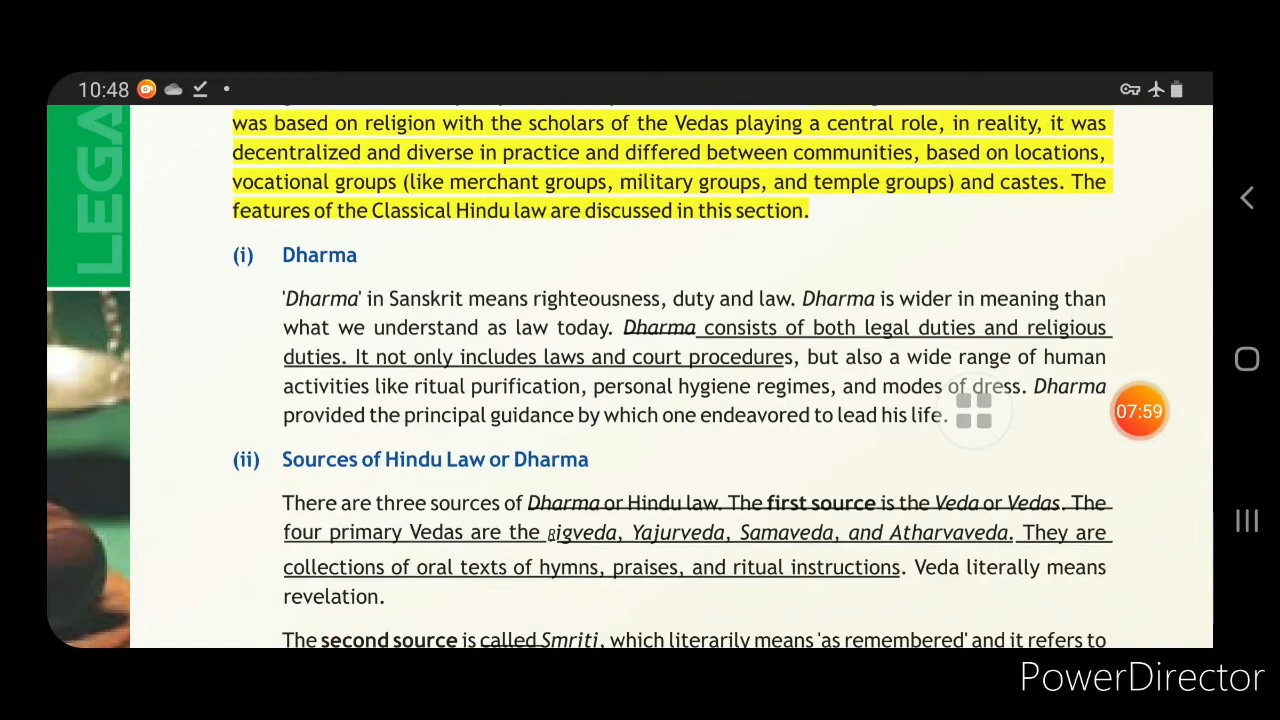 10:48
LEGA
was based on religion with the scholars of the Vedas playing a central role, in reality, it was
decentralized and diverse in practice and differed between communities, based on locations,
vocational groups (like merchant groups, military groups, and temple groups) and castes. The
features of the Classical Hindu law are discussed in this section.
(i) Dharma
'Dharma' in Sanskrit means righteousness, duty and law. Dharma is wider in meaning than
what we understand as law today. Dharma consists of both legal duties and religious
duties. It not only includes laws and court procedures, but also a wide range of human
activities like ritual purification, personal hygiene regimes, and modes of dress. Dharma
provided the principal guidance by which one endeavored to lead his life.
07:59
(ii) Sources of Hindu Law or Dharma
There are three sources of Dharma or Hindu law. The first source is the Veda or Vedas. The
four primary Vedas are the Rigveda, Yajurveda, Samaveda, and Atharvaveda. They are
collections of oral texts of hymns, praises, and ritual instructions. Veda literally means
revelation.
The second source is called Smriti, which literarily means 'as remembered' and it refers to
PowerDirector